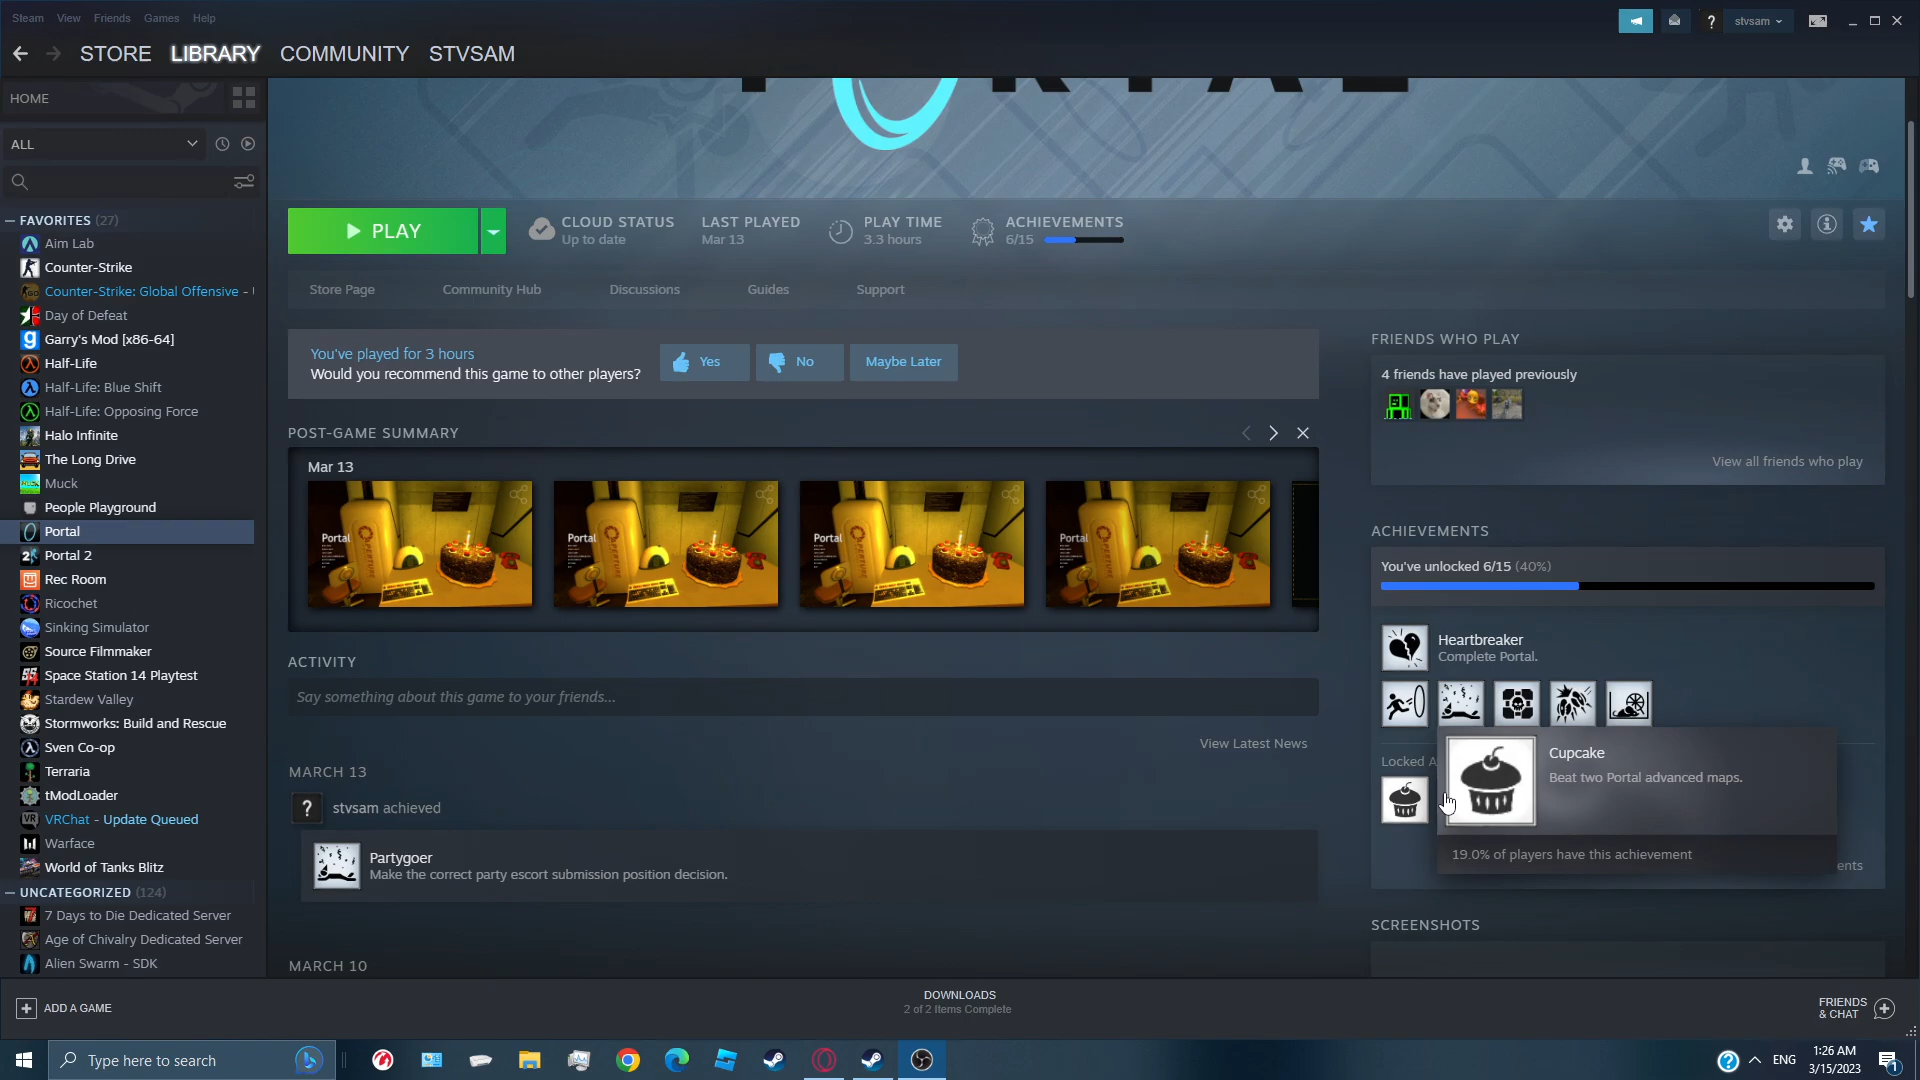 Steam View Friends Games Help
stvsam
STORE LIBRARY COMMUNITY STVSAM
HOME
ALL
FAVORITES (27)
Aim Lab
Counter-Strike
Counter-Strike: Global Offensive -
Day of Defeat
Garry's Mod [x86-64]
Half-Life
Half-Life: Blue Shift
Half-Life: Opposing Force
Halo Infinite
The Long Drive
Muck
People Playground
Portal
Portal 2
Rec Room
Ricochet
Sinking Simulator
Source Filmmaker
Space Station 14 Playtest
Stardew Valley
Stormworks: Build and Rescue
Sven Co-op
Terraria
tModLoader
VRChat - Update Queued
Warface
World of Tanks Blitz
UNCATEGORIZED (124)
7 Days to Die Dedicated Server
Age of Chivalry Dedicated Server
Alien Swarm - SDK
PORTAL
PLAY
CLOUD STATUS
Up to date
LAST PLAYED
Mar 13
PLAY TIME
3.3 hours
ACHIEVEMENTS
6/15
Store Page Community Hub Discussions Guides Support
You've played for 3 hours
Would you recommend this game to other players?
Yes No Maybe Later
POST-GAME SUMMARY
Mar 13
Portal Portal Portal Portal
ACTIVITY
Say something about this game to your friends...
View Latest News
MARCH 13
? stvsam achieved
Partygoer
Make the correct party escort submission position decision.
MARCH 10
FRIENDS WHO PLAY
4 friends have played previously
View all friends who play
ACHIEVEMENTS
You've unlocked 6/15 (40%)
Heartbreaker
Complete Portal.
Locked A
Cupcake
Beat two Portal advanced maps.
19.0% of players have this achievement
ents
SCREENSHOTS
ADD A GAME
DOWNLOADS
2 of 2 Items Complete
FRIENDS
& CHAT
Type here to search
ENG
1:26 AM
3/15/2023
1